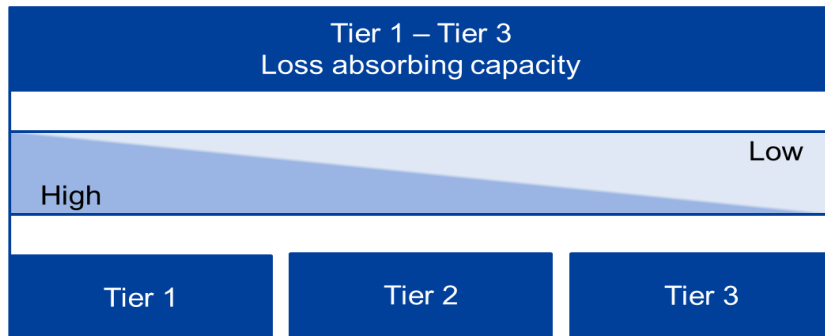 Tier 1 – Tier 3
Loss absorbing capacity
Low
High
Tier 1
Tier 2
Tier 3